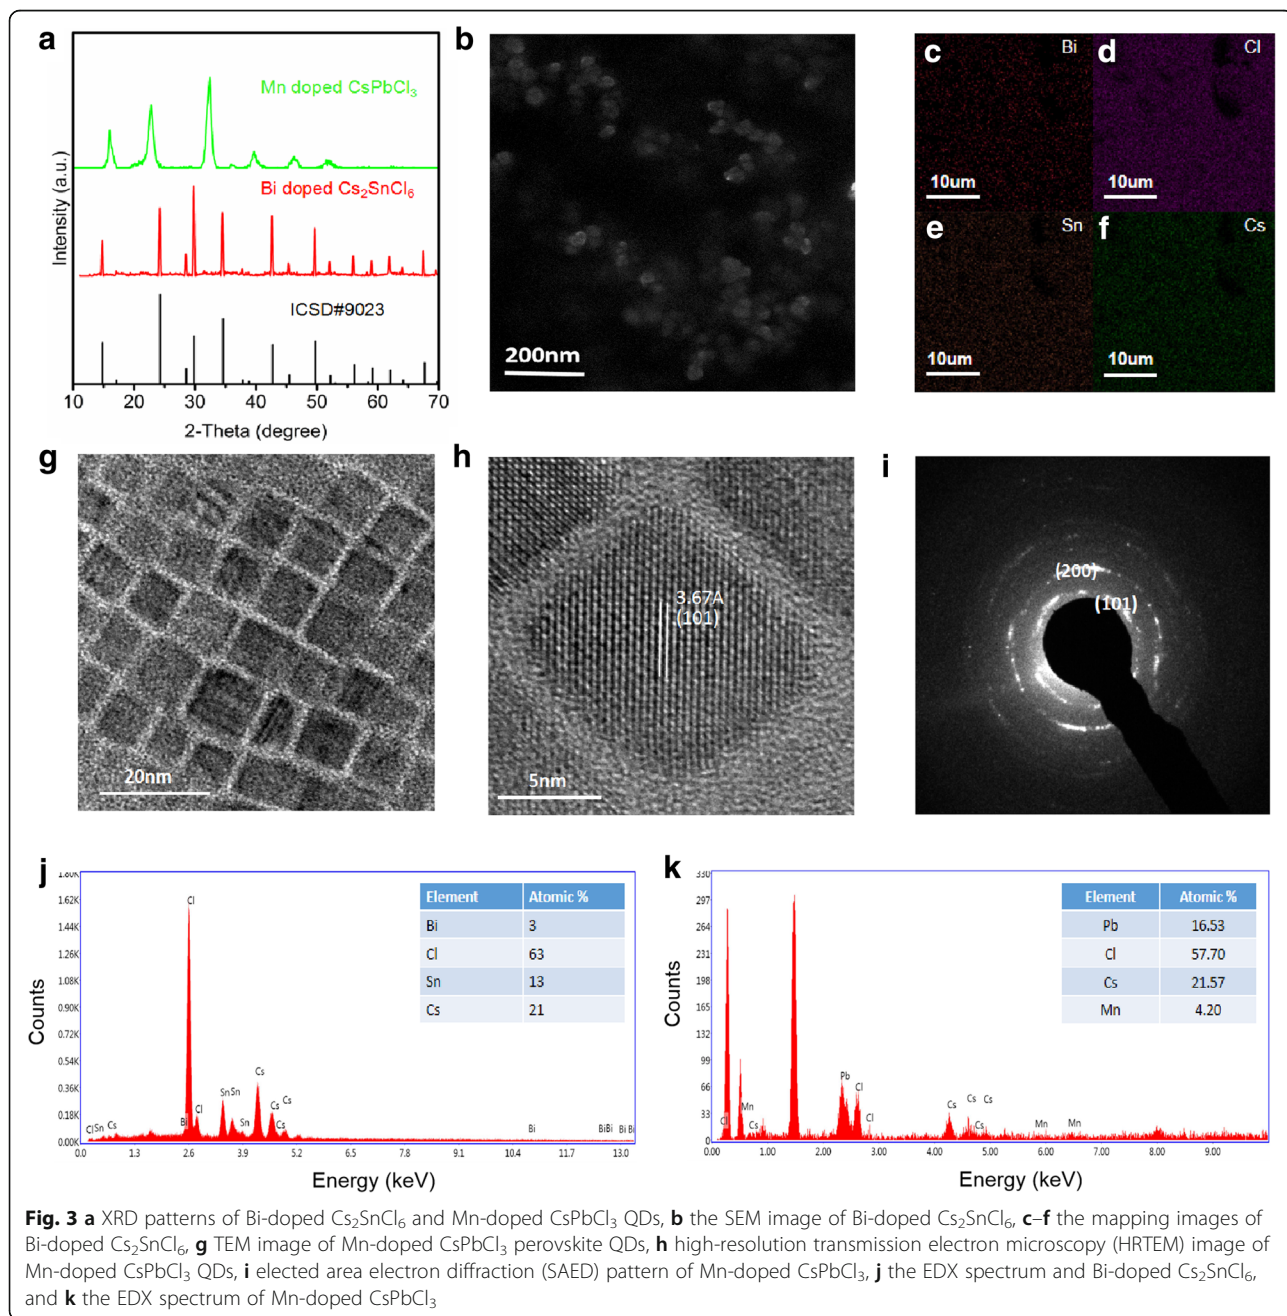 a
Mn doped CsPbCl₃
Bi doped Cs₂SnCl₆
ICSD#9023
Intensity (a.u.)
10 20 30 40 50 60 70
2-Theta (degree)
b
200nm
c Bi
10um
d Cl
10um
e Sn
10um
f Cs
10um
g
20nm
h
3.67A
(101)
5nm
i
(200)
(101)
j
1.80K
1.62K
1.44K
1.26K
1.08K
0.90K
0.72K
0.54K
0.36K
0.18K
0.00K
Counts
Cl
Sn Sn Cs
Cl Sn Cs Bi Cl Sn Cs Cs Cs Bi Bi Bi Bi
0.0 1.3 2.6 3.9 5.2 6.5 7.8 9.1 10.4 11.7 13.0
Energy (keV)
Element Atomic %
Bi 3
Cl 63
Sn 13
Cs 21
k
330
297
264
231
198
165
132
99
66
33
0
Counts
Pb Cl
Cl Mn Cs Cl Cs Cs Cs Cs Mn Mn
0.00 1.00 2.00 3.00 4.00 5.00 6.00 7.00 8.00 9.00
Energy (keV)
Element Atomic %
Pb 16.53
Cl 57.70
Cs 21.57
Mn 4.20
Fig. 3 a XRD patterns of Bi-doped Cs₂SnCl₆ and Mn-doped CsPbCl₃ QDs, b the SEM image of Bi-doped Cs₂SnCl₆, c–f the mapping images of
Bi-doped Cs₂SnCl₆, g TEM image of Mn-doped CsPbCl₃ perovskite QDs, h high-resolution transmission electron microscopy (HRTEM) image of
Mn-doped CsPbCl₃ QDs, i elected area electron diffraction (SAED) pattern of Mn-doped CsPbCl₃, j the EDX spectrum and Bi-doped Cs₂SnCl₆,
and k the EDX spectrum of Mn-doped CsPbCl₃